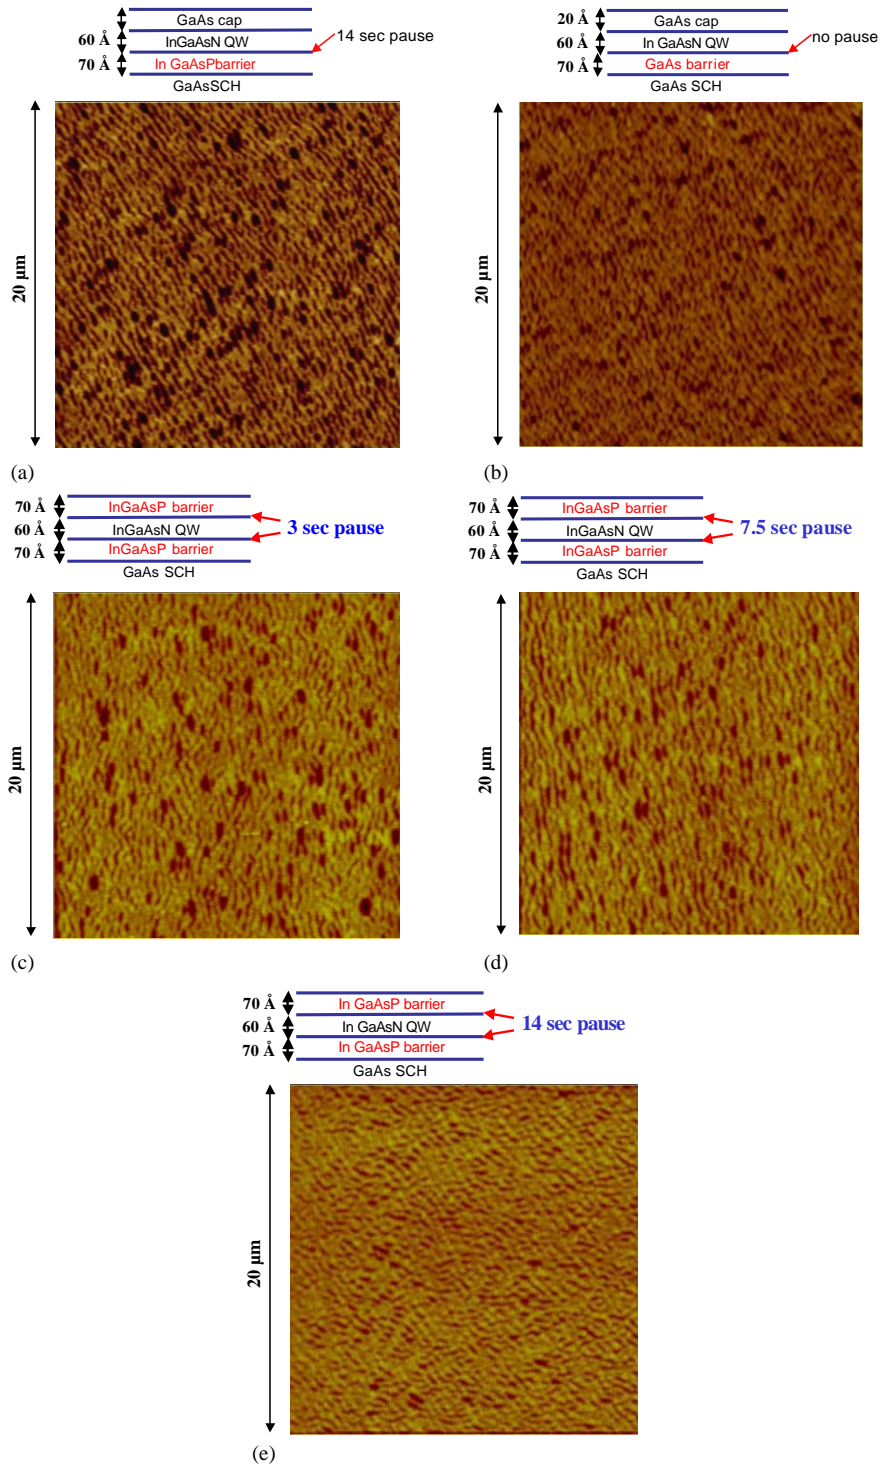 GaAs cap
60 Å InGaAsN QW 14 sec pause
70 Å In GaAsPbarrier
GaAsSCH
20 µm
(a)
20 Å GaAs cap
60 Å In GaAsN QW no pause
70 Å GaAs barrier
GaAs SCH
20 µm
(b)
70 Å InGaAsP barrier
60 Å InGaAsN QW 3 sec pause
70 Å InGaAsP barrier
GaAs SCH
20 µm
(c)
70 Å InGaAsP barrier
60 Å InGaAsN QW 7.5 sec pause
70 Å InGaAsP barrier
GaAs SCH
20 µm
(d)
70 Å In GaAsP barrier
60 Å In GaAsN QW 14 sec pause
70 Å In GaAsP barrier
GaAs SCH
20 µm
(e)